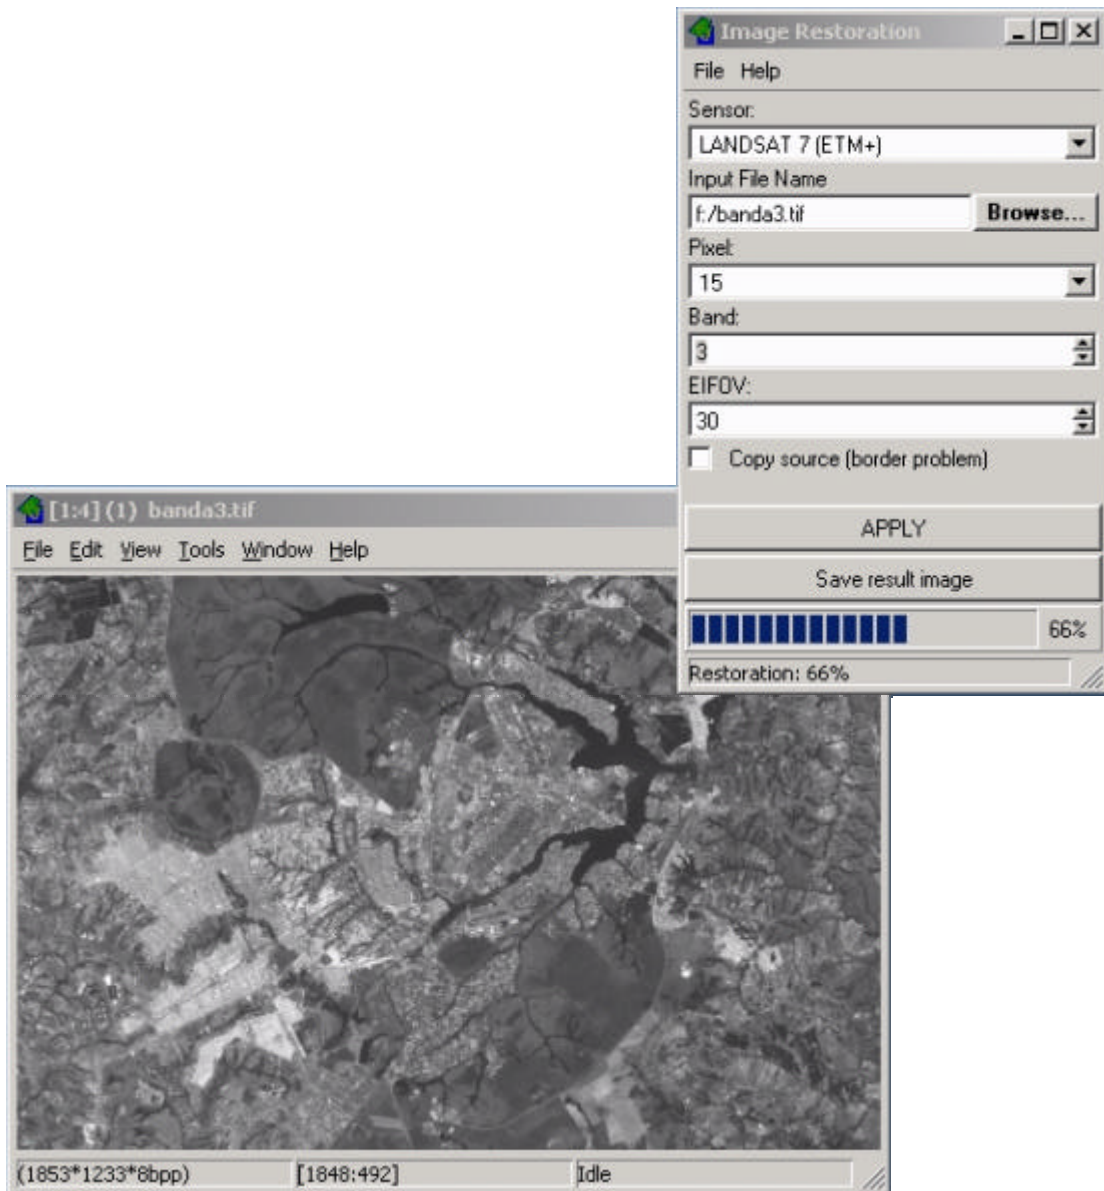 Image Restoration
File Help
Sensor:
LANDSAT 7 (ETM+)
Input File Name
f:/banda3.tif Browse...
Pixel:
15
Band:
3
EIFOV:
30
Copy source (border problem)
APPLY
Save result image
66%
Restoration: 66%
[1:4] (1) banda3.tif
File Edit View Tools Window Help
(1853*1233*8bpp) [1848:492] Idle